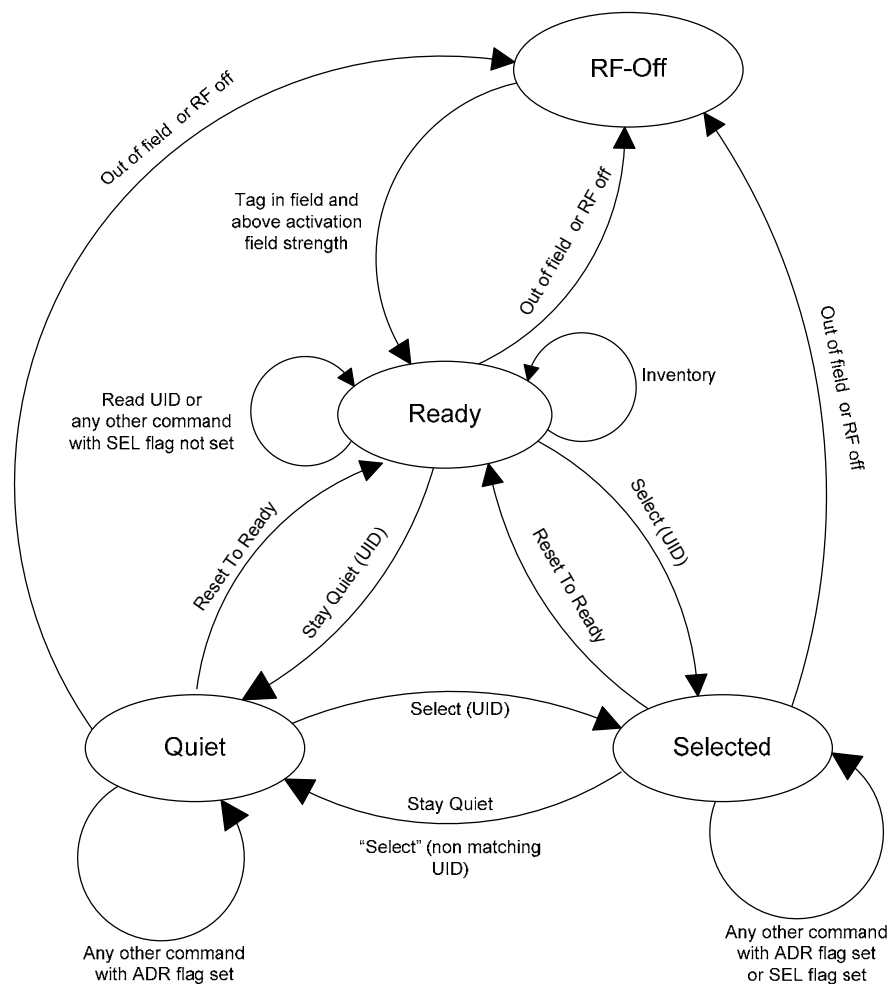 RF-Off
Out of field or RF off
Tag in field and
above activation
field strength
Out of field or RF off
Out of field or RF off
Read UID or
any other command
with SEL flag not set
Ready
Inventory
Reset To Ready
Stay Quiet (UID)
Reset To Ready
Select (UID)
Quiet
Select (UID)
Selected
Stay Quiet
“Select” (non matching
UID)
Any other command
with ADR flag set
Any other command
with ADR flag set
or SEL flag set